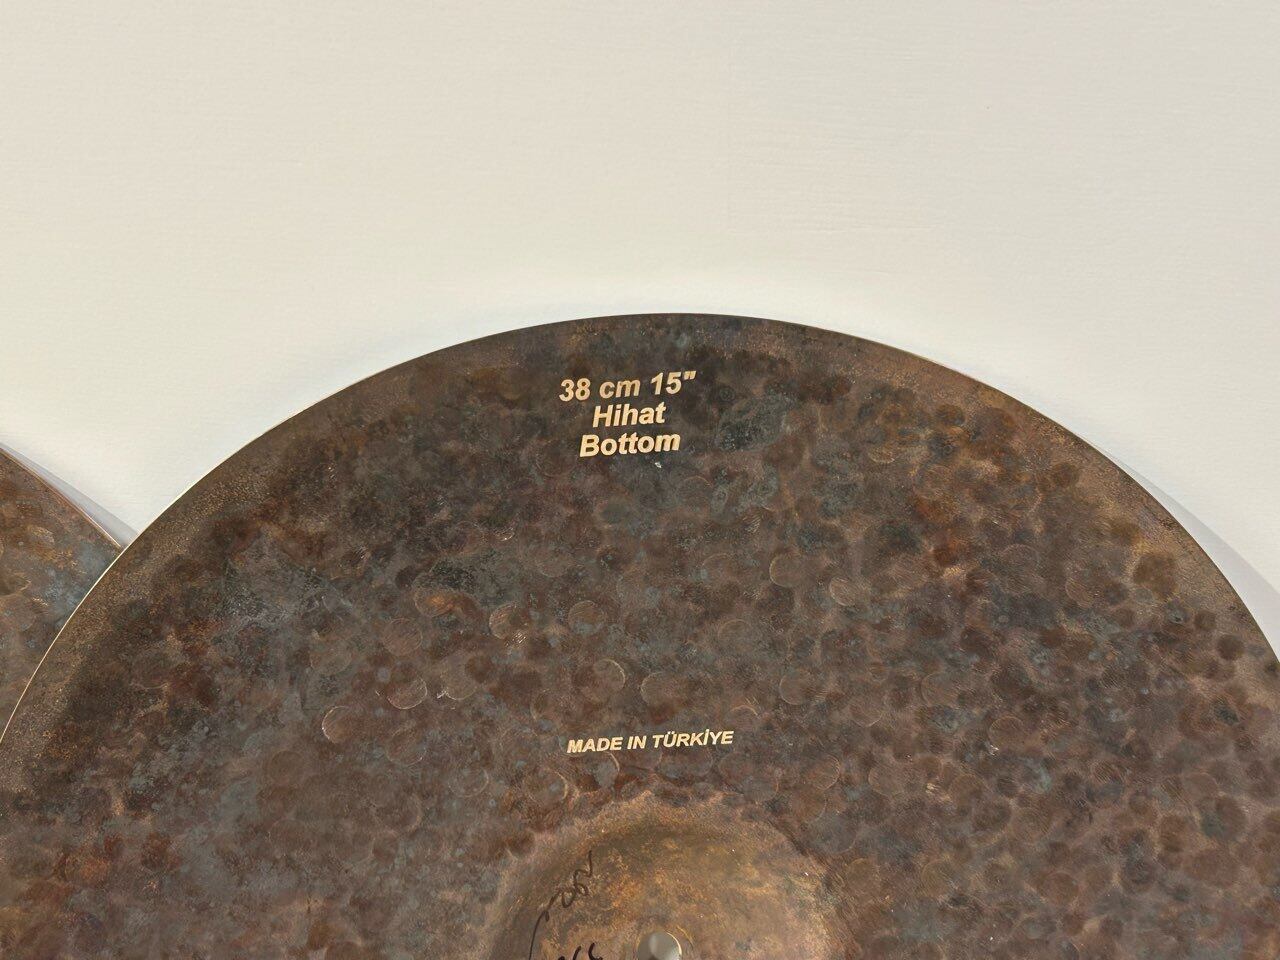 38 cm 15"
Hihat
Bottom
MADE IN TÜRKİYE